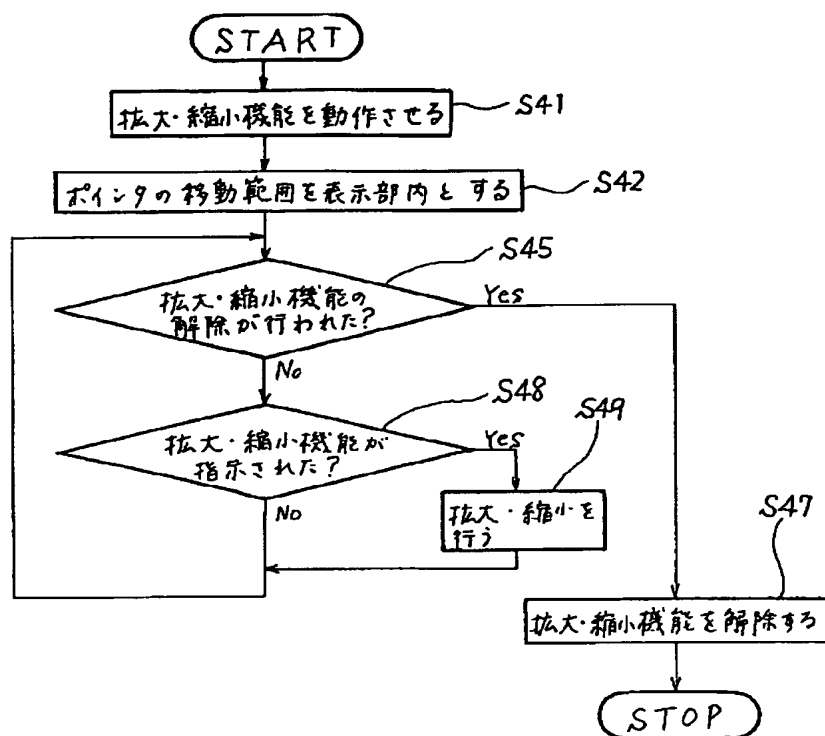 START
拡大・縮小機能を動作させる
S41
ポインタの移動範囲を表示部内とする
S42
S45
拡大・縮小機能の
解除が行われた?
Yes
No
S48
拡大・縮小機能が
指示された?
Yes
No
S49
拡大・縮小を
行う
S47
拡大・縮小機能を解除する
STOP